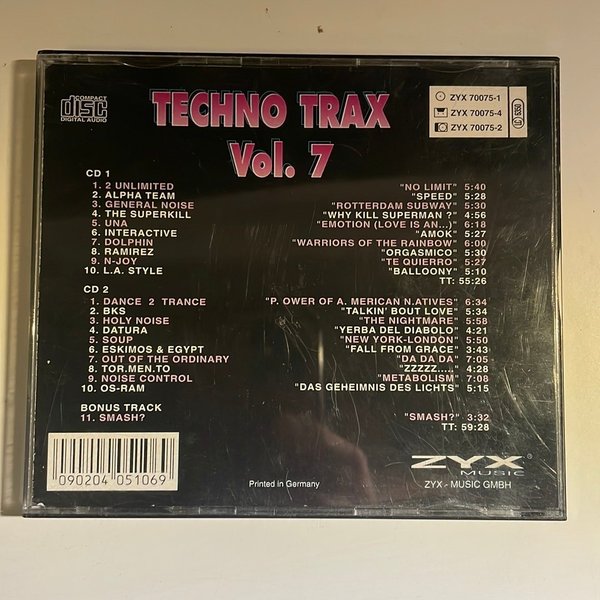 COMPACT
disc
DIGITAL AUDIO
TECHNO TRAX
Vol. 7
ZYX 70075-1
ZYX 70075-4
ZYX 70075-2
CD 1
1. 2 UNLIMITED "NO LIMIT" 5:40
2. ALPHA TEAM "SPEED" 5:28
3. GENERAL NOISE "ROTTERDAM SUBWAY" 5:30
4. THE SUPERKILL "WHY KILL SUPERMAN ?" 4:56
5. UNA "EMOTION (LOVE IS AN...)" 6:18
6. INTERACTIVE "AMOK" 5:27
7. DOLPHIN "WARRIORS OF THE RAINBOW" 6:00
8. RAMIREZ "ORGASMICO" 5:30
9. N-JOY "TE QUIERRO" 5:27
10. L.A. STYLE "BALLOONY" 5:10
TT: 55:26
CD 2
1. DANCE 2 TRANCE "P. OWER OF A. MERICAN N.ATIVES" 6:34
2. BKS "TALKIN' BOUT LOVE" 5:34
3. HOLY NOISE "THE NIGHTMARE" 5:58
4. DATURA "YERBA DEL DIABOLO" 4:21
5. SOUP "NEW YORK-LONDON" 5:50
6. ESKIMOS & EGYPT "FALL FROM GRACE" 3:43
7. OUT OF THE ORDINARY "DA DA DA" 7:05
8. TOR.MEN.TO "ZZZZZ....." 4:28
9. NOISE CONTROL "METABOLISM" 7:08
10. OS-RAM "DAS GEHEIMNIS DES LICHTS" 5:15
BONUS TRACK
11. SMASH? "SMASH?" 3:32
TT: 59:28
090204 051069
Printed in Germany
ZYX®
MUSIC
ZYX - MUSIC GMBH